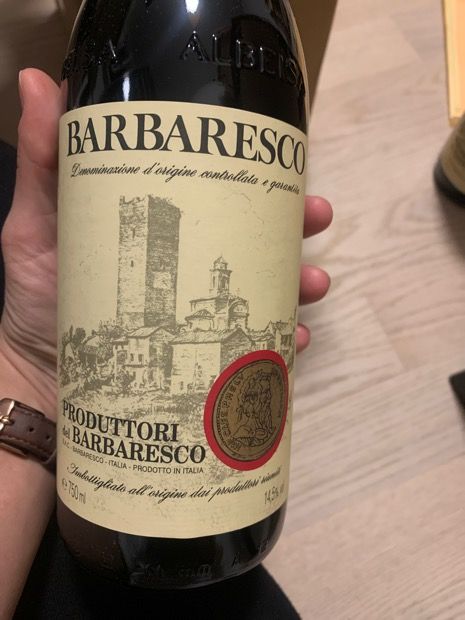 ALBEISA
BARBARESCO
Denominazione d'origine controllata e garantita
PRODUTTORI
del BARBARESCO
BARBARESCO - ITALIA - PRODOTTO IN ITALIA
Imbottigliato all'origine dai produttori riuniti
e 750 ml
14,5% vol